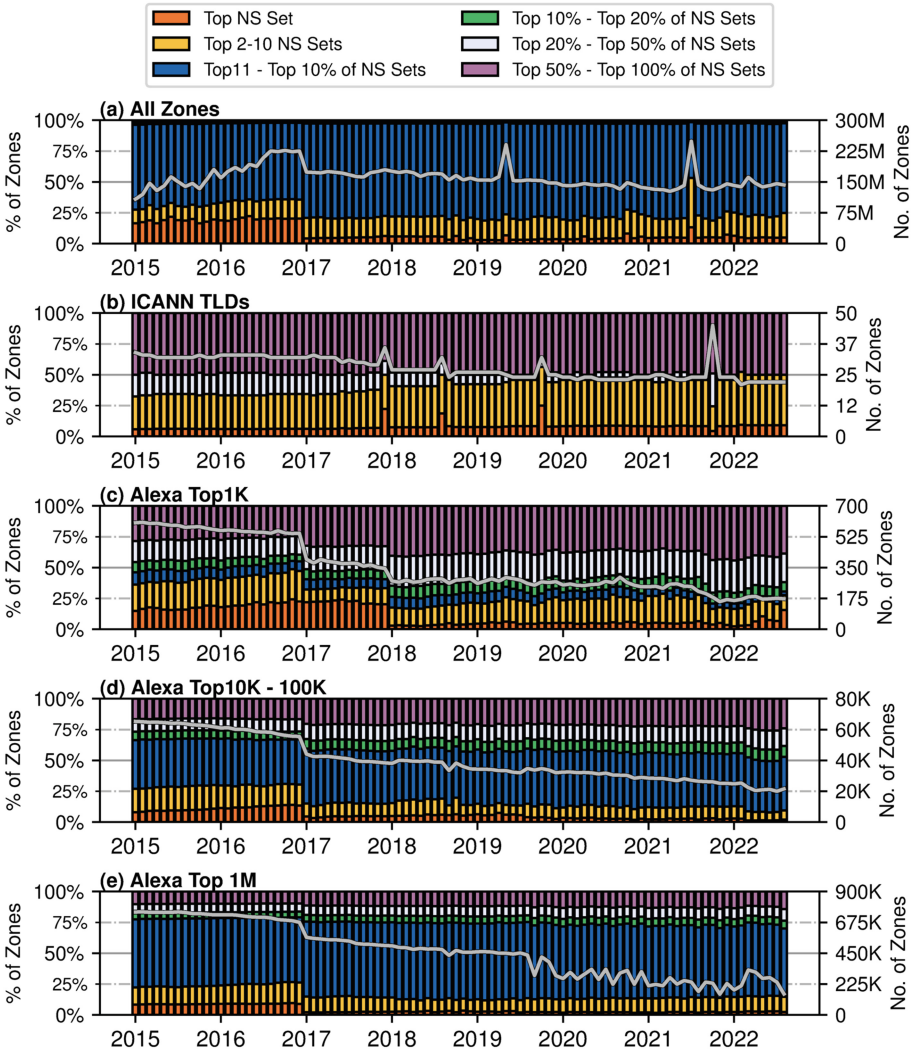 Top NS Set
Top 2-10 NS Sets
Top11 - Top 10% of NS Sets
Top 10% - Top 20% of NS Sets
Top 20% - Top 50% of NS Sets
Top 50% - Top 100% of NS Sets
(a) All Zones
% of Zones
100%
75%
50%
25%
0%
300M
225M
150M
75M
0
No. of Zones
2015 2016 2017 2018 2019 2020 2021 2022
(b) ICANN TLDs
% of Zones
100%
75%
50%
25%
0%
50
37
25
12
0
No. of Zones
2015 2016 2017 2018 2019 2020 2021 2022
(c) Alexa Top1K
% of Zones
100%
75%
50%
25%
0%
700
525
350
175
0
No. of Zones
2015 2016 2017 2018 2019 2020 2021 2022
(d) Alexa Top10K - 100K
% of Zones
100%
75%
50%
25%
0%
80K
60K
40K
20K
0
No. of Zones
2015 2016 2017 2018 2019 2020 2021 2022
(e) Alexa Top 1M
% of Zones
100%
75%
50%
25%
0%
900K
675K
450K
225K
0
No. of Zones
2015 2016 2017 2018 2019 2020 2021 2022